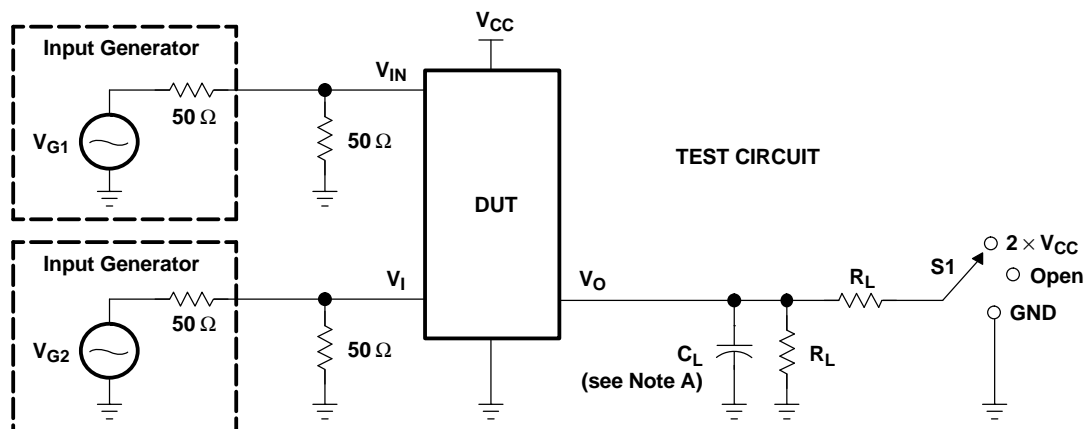 Input Generator
V_CC
V_IN
50 Ω
50 Ω
V_G1
TEST CIRCUIT
DUT
Input Generator
V_I
V_O
50 Ω
50 Ω
V_G2
R_L
S1
2 × V_CC
Open
GND
C_L
(see Note A)
R_L